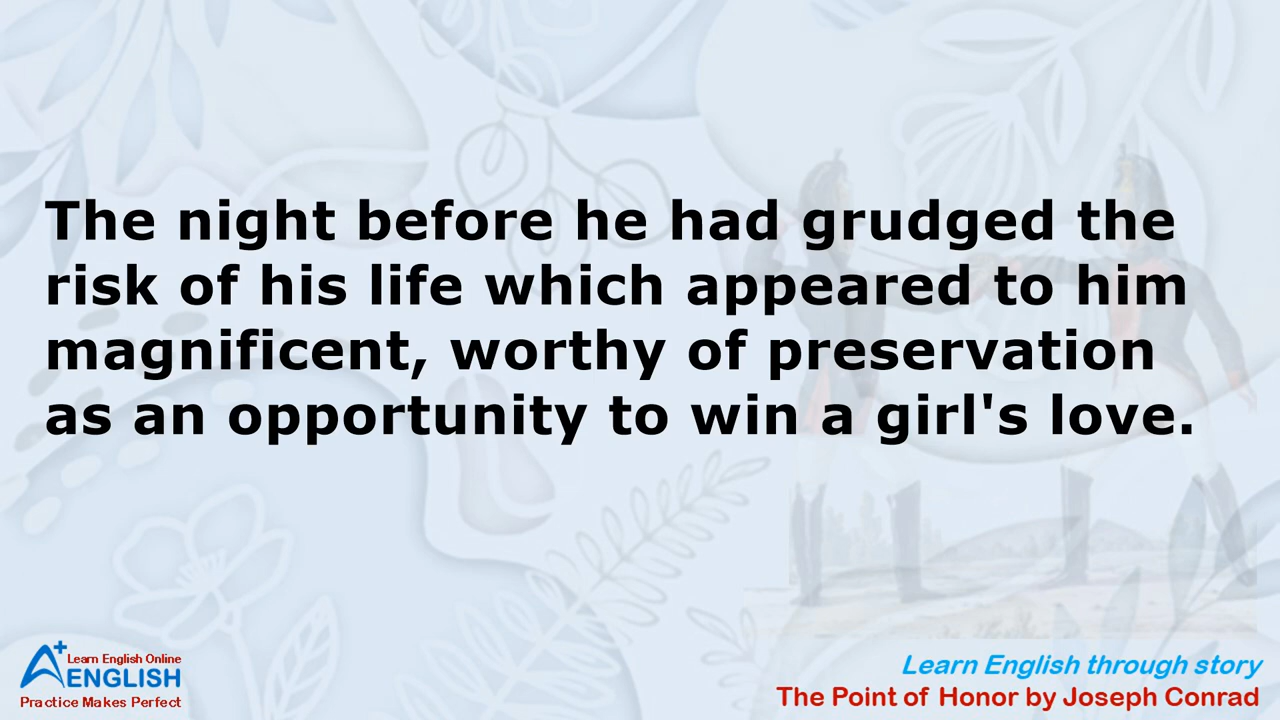 The night before he had grudged the
risk of his life which appeared to him
magnificent, worthy of preservation
as an opportunity to win a girl's love.
A+
Learn English Online
ENGLISH
Practice Makes Perfect
Learn English through story
The Point of Honor by Joseph Conrad